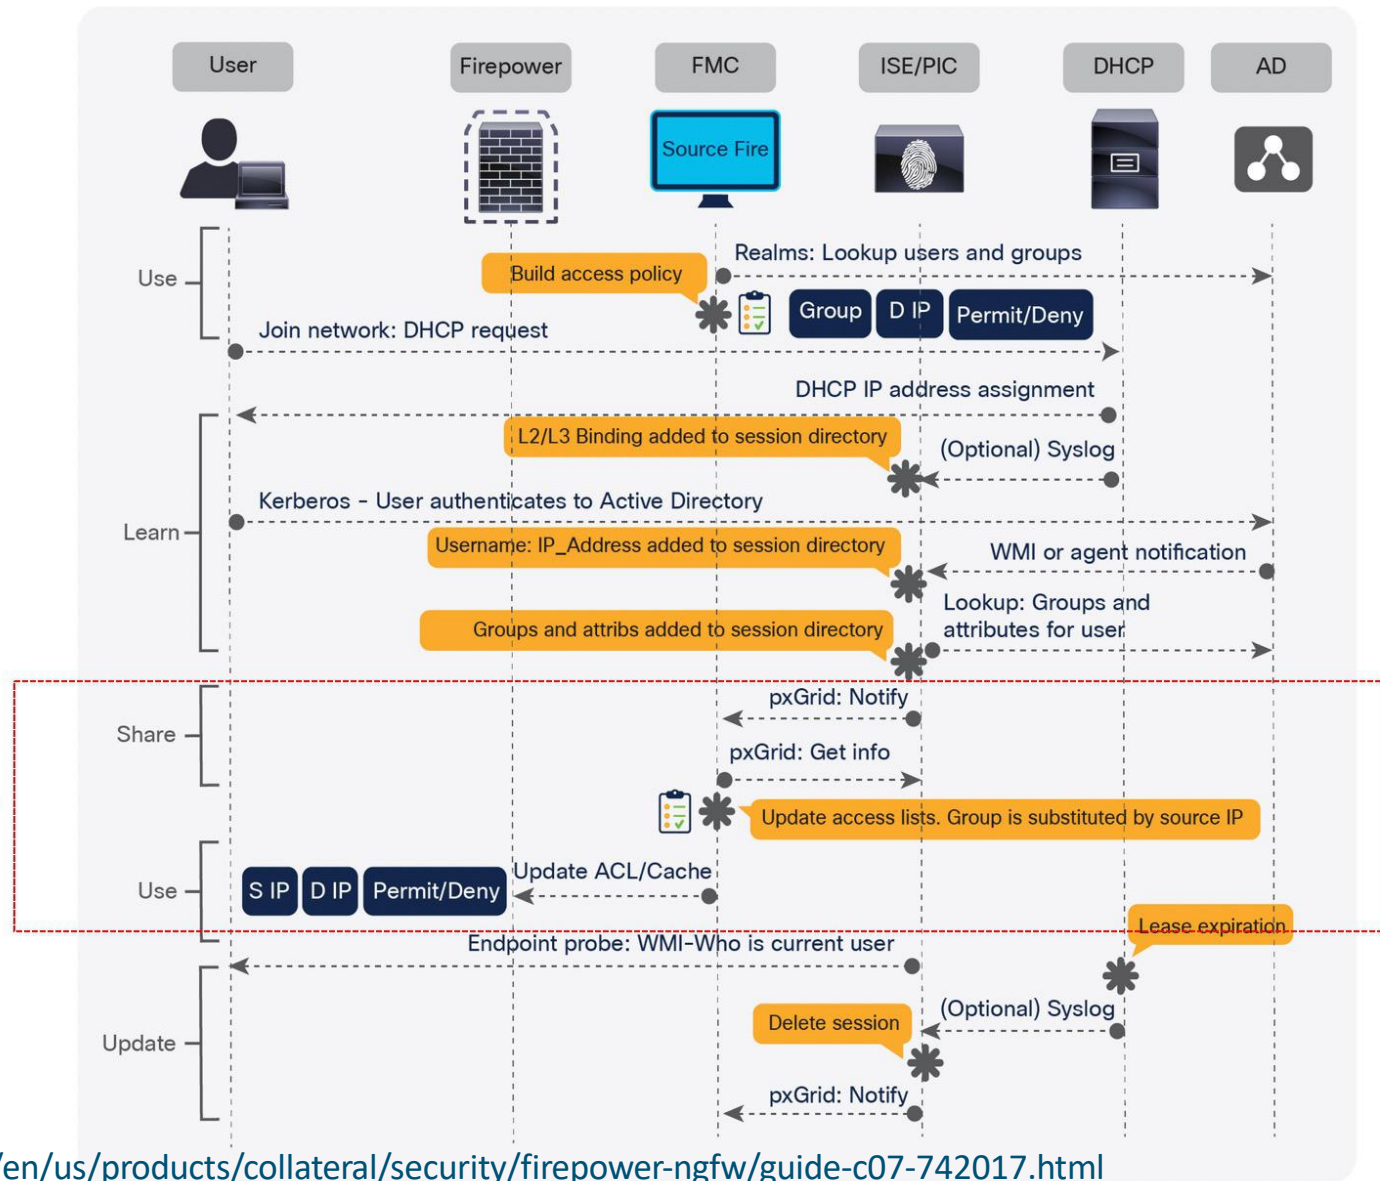 User
Firepower
FMC
ISE/PIC
DHCP
AD
Source Fire
Use
Build access policy
Realms: Lookup users and groups
Group
D IP
Permit/Deny
Join network: DHCP request
DHCP IP address assignment
L2/L3 Binding added to session directory
(Optional) Syslog
Learn
Kerberos - User authenticates to Active Directory
Username: IP_Address added to session directory
WMI or agent notification
Groups and attribs added to session directory
Lookup: Groups and
attributes for user
Share
pxGrid: Notify
pxGrid: Get info
Update access lists. Group is substituted by source IP
Use
S IP
D IP
Permit/Deny
Update ACL/Cache
Lease expiration
Endpoint probe: WMI-Who is current user
Update
Delete session
(Optional) Syslog
pxGrid: Notify
/en/us/products/collateral/security/firepower-ngfw/guide-c07-742017.html